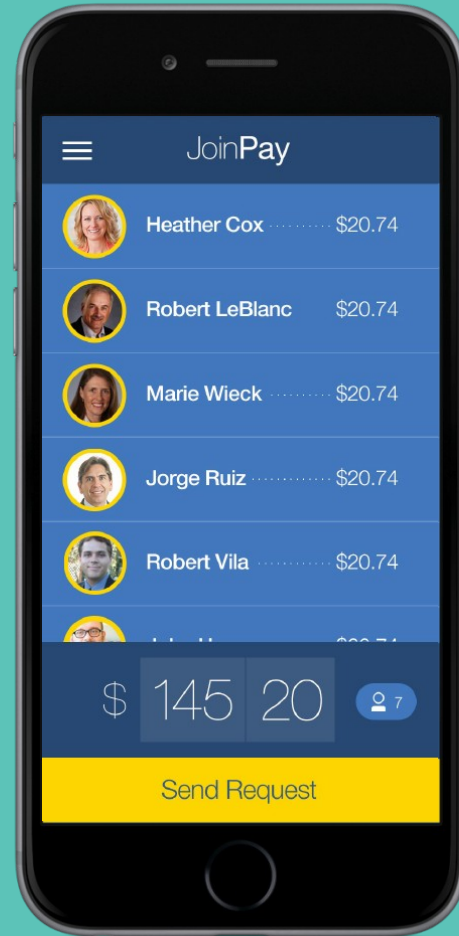 JoinPay
Heather Cox ·········· $20.74
Robert LeBlanc $20.74
Marie Wieck ·········· $20.74
Jorge Ruiz ············· $20.74
Robert Vila ············ $20.74
$ 145 20 7
Send Request